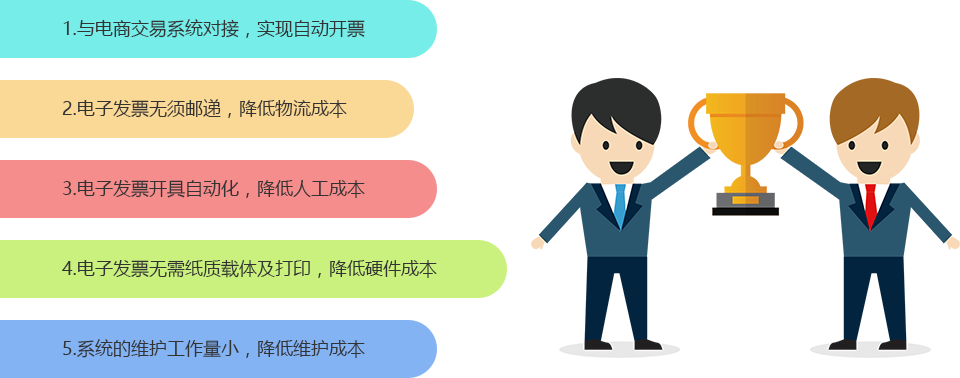 1.与电商交易系统对接，实现自动开票
2.电子发票无须邮递，降低物流成本
3.电子发票开具自动化，降低人工成本
4.电子发票无需纸质载体及打印，降低硬件成本
5.系统的维护工作量小，降低维护成本